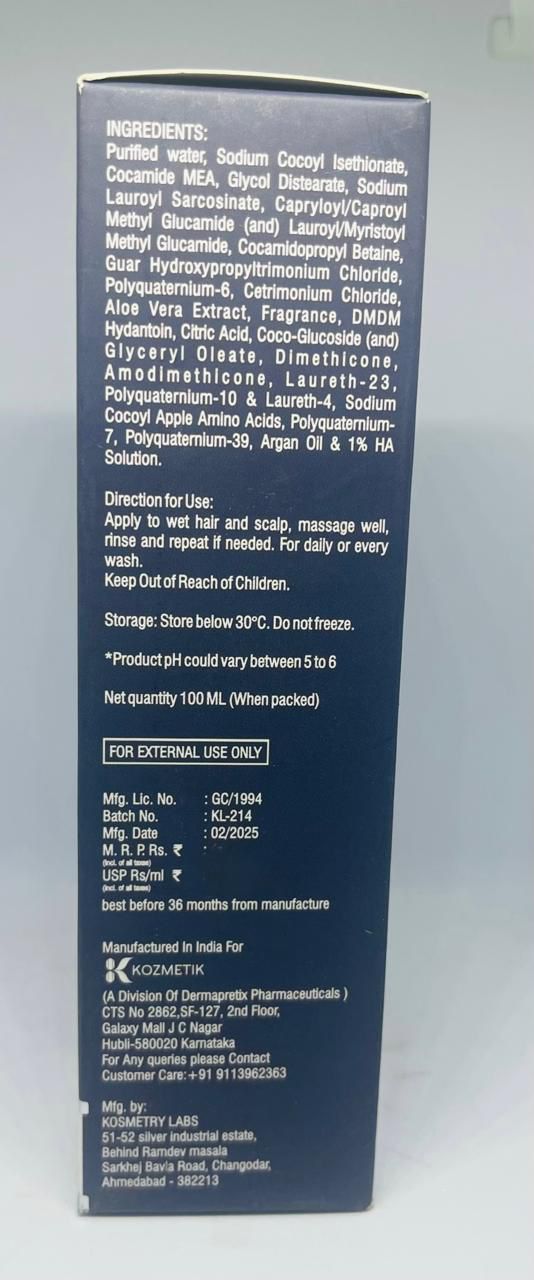 INGREDIENTS:
Purified water, Sodium Cocoyl Isethionate,
Cocamide MEA, Glycol Distearate, Sodium
Lauroyl Sarcosinate, Capryloyl/Caproyl
Methyl Glucamide (and) Lauroyl/Myristoyl
Methyl Glucamide, Cocamidopropyl Betaine,
Guar Hydroxypropyltrimonium Chloride,
Polyquaternium-6, Cetrimonium Chloride,
Aloe Vera Extract, Fragrance, DMDM
Hydantoin, Citric Acid, Coco-Glucoside (and)
Glyceryl Oleate, Dimethicone,
Amodimethicone, Laureth-23,
Polyquaternium-10 & Laureth-4, Sodium
Cocoyl Apple Amino Acids, Polyquaternium-
7, Polyquaternium-39, Argan Oil & 1% HA
Solution.
Direction for Use:
Apply to wet hair and scalp, massage well,
rinse and repeat if needed. For daily or every
wash.
Keep Out of Reach of Children.
Storage: Store below 30°C. Do not freeze.
*Product pH could vary between 5 to 6
Net quantity 100 ML (When packed)
FOR EXTERNAL USE ONLY
Mfg. Lic. No. : GC/1994
Batch No. : KL-214
Mfg. Date : 02/2025
M. R. P. Rs. ₹ :
(Incl. of all taxes)
USP Rs/ml ₹
(incl. of all taxes)
best before 36 months from manufacture
Manufactured In India For
KOZMETIK
(A Division Of Dermapretix Pharmaceuticals )
CTS No 2862,SF-127, 2nd Floor,
Galaxy Mall J C Nagar
Hubli-580020 Karnataka
For Any queries please Contact
Customer Care:+91 9113962363
Mfg. by:
KOSMETRY LABS
51-52 silver industrial estate,
Behind Ramdev masala
Sarkhej Bavla Road, Changodar,
Ahmedabad - 382213